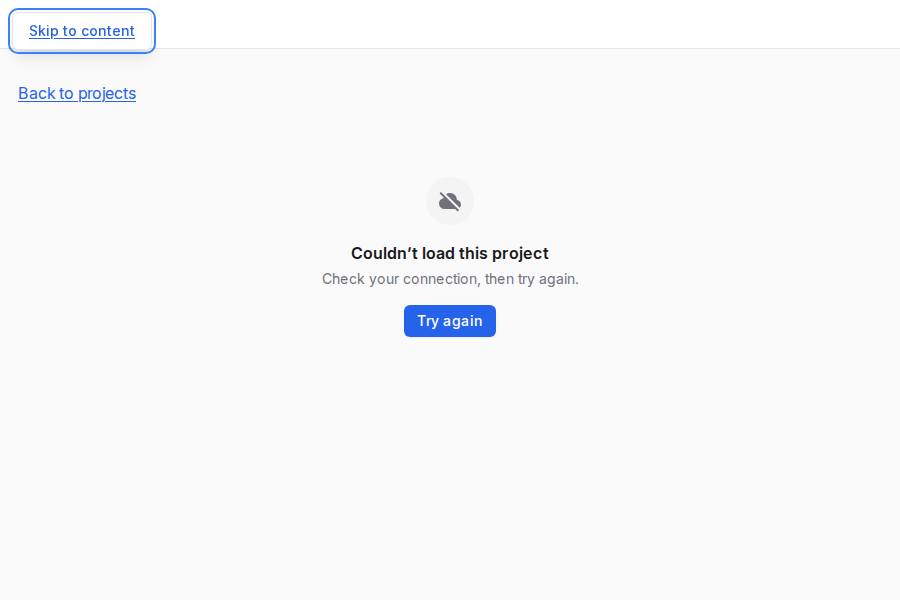 Skip to content
Back to projects
Couldn’t load this project
Check your connection, then try again.
Try again